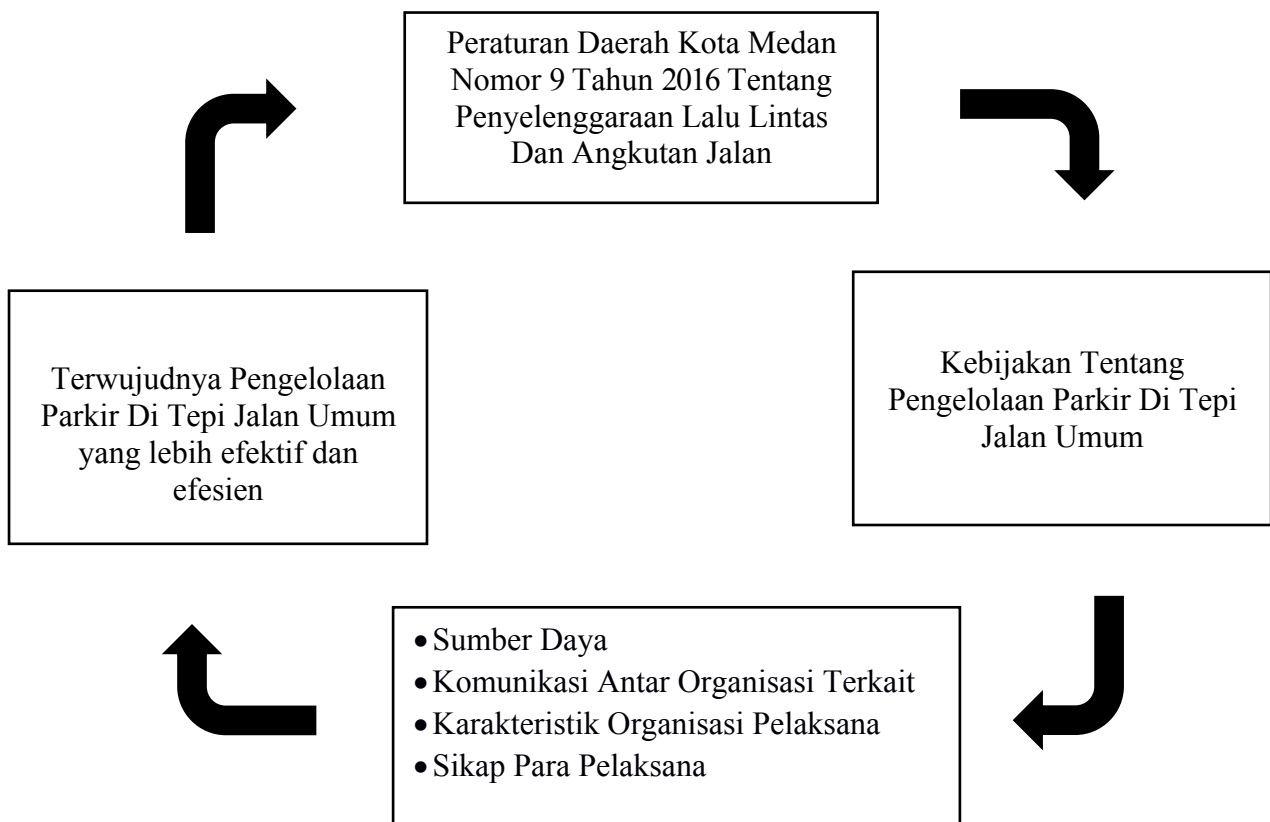 Peraturan Daerah Kota Medan
Nomor 9 Tahun 2016 Tentang
Penyelenggaraan Lalu Lintas
Dan Angkutan Jalan
Kebijakan Tentang
Pengelolaan Parkir Di Tepi
Jalan Umum
• Sumber Daya
• Komunikasi Antar Organisasi Terkait
• Karakteristik Organisasi Pelaksana
• Sikap Para Pelaksana
Terwujudnya Pengelolaan
Parkir Di Tepi Jalan Umum
yang lebih efektif dan
efesien